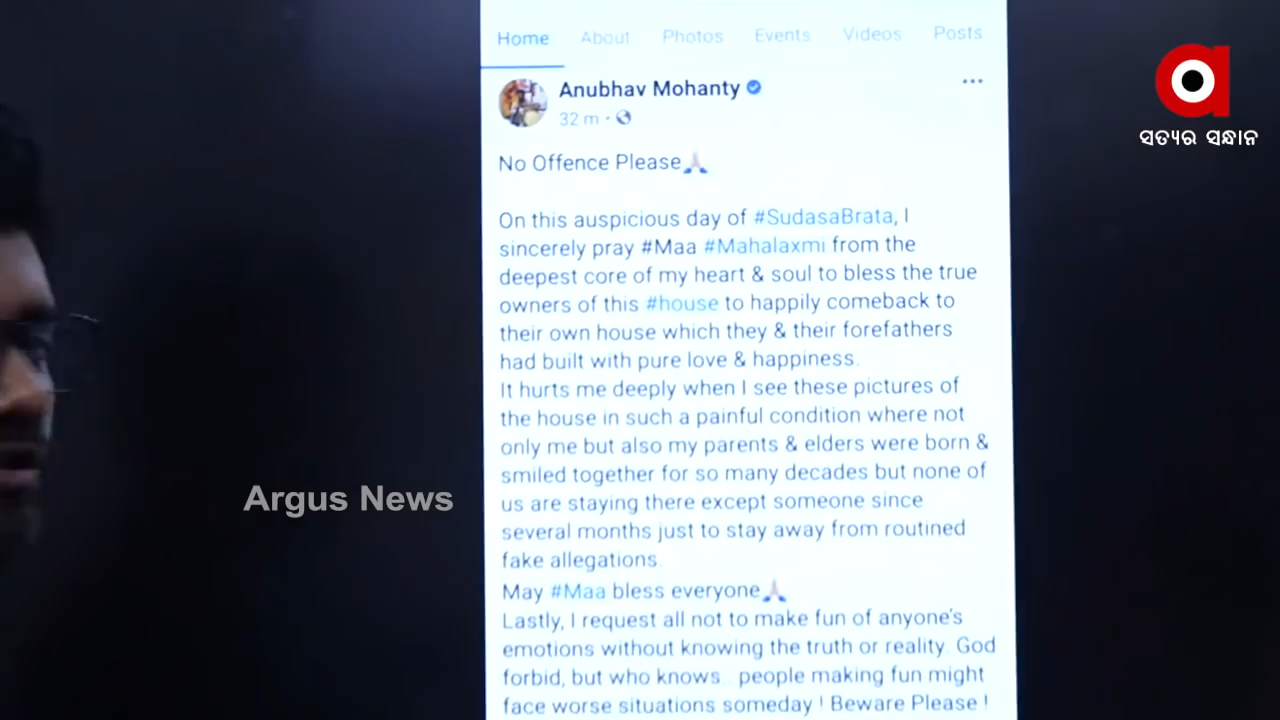 Home About Photos Events Videos Posts
Anubhav Mohanty
32 m
No Offence Please🙏
On this auspicious day of #SudasaBrata, I
sincerely pray #Maa #Mahalaxmi from the
deepest core of my heart & soul to bless the true
owners of this #house to happily comeback to
their own house which they & their forefathers
had built with pure love & happiness.
It hurts me deeply when I see these pictures of
the house in such a painful condition where not
only me but also my parents & elders were born &
smiled together for so many decades but none of
us are staying there except someone since
several months just to stay away from routined
fake allegations.
May #Maa bless everyone🙏
Lastly, I request all not to make fun of anyone's
emotions without knowing the truth or reality. God
forbid, but who knows.. people making fun might
face worse situations someday ! Beware Please !
a
ସତ୍ୟର ସନ୍ଧାନ
Argus News